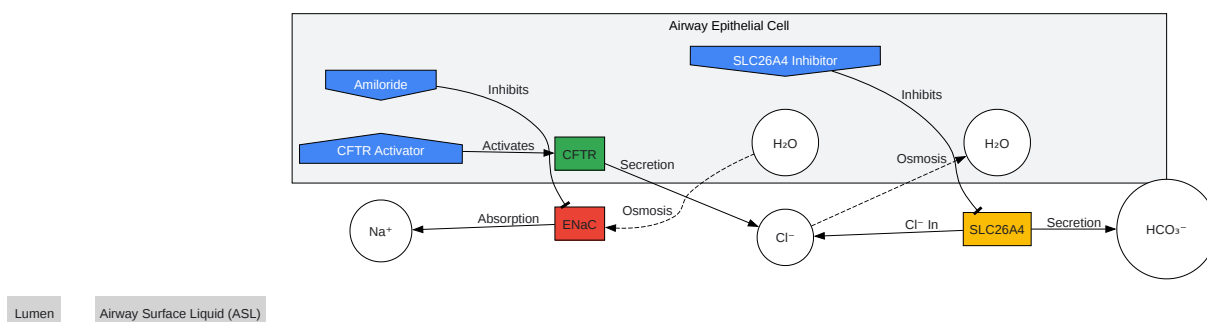 Airway Epithelial Cell
SLC26A4 Inhibitor
Amiloride
Inhibits
Inhibits
CFTR Activator
Activates
CFTR
Secretion
H₂O
Osmosis
H₂O
Na⁺
Absorption
ENaC
Osmosis
Cl⁻
Cl⁻ In
SLC26A4
Secretion
HCO₃⁻
Lumen
Airway Surface Liquid (ASL)